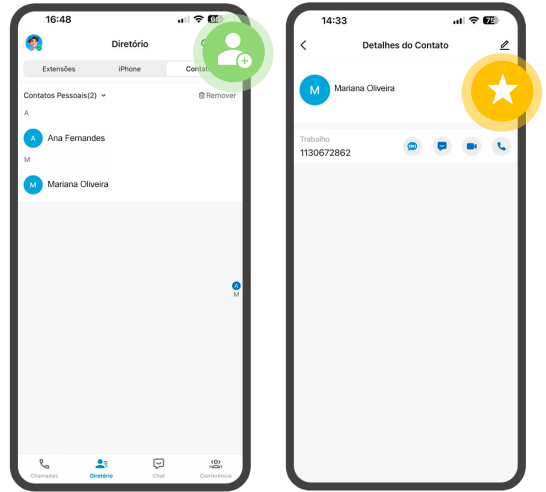 16:48
Diretório
Extensões
iPhone
Contatos Pessoais(2)
Remover
A
A
Ana Fernandes
M
M
Mariana Oliveira
A
M
Chamadas
Diretório
Chat
Conferência
14:33
Detalhes do Contato
M
Mariana Oliveira
Trabalho
1130672862